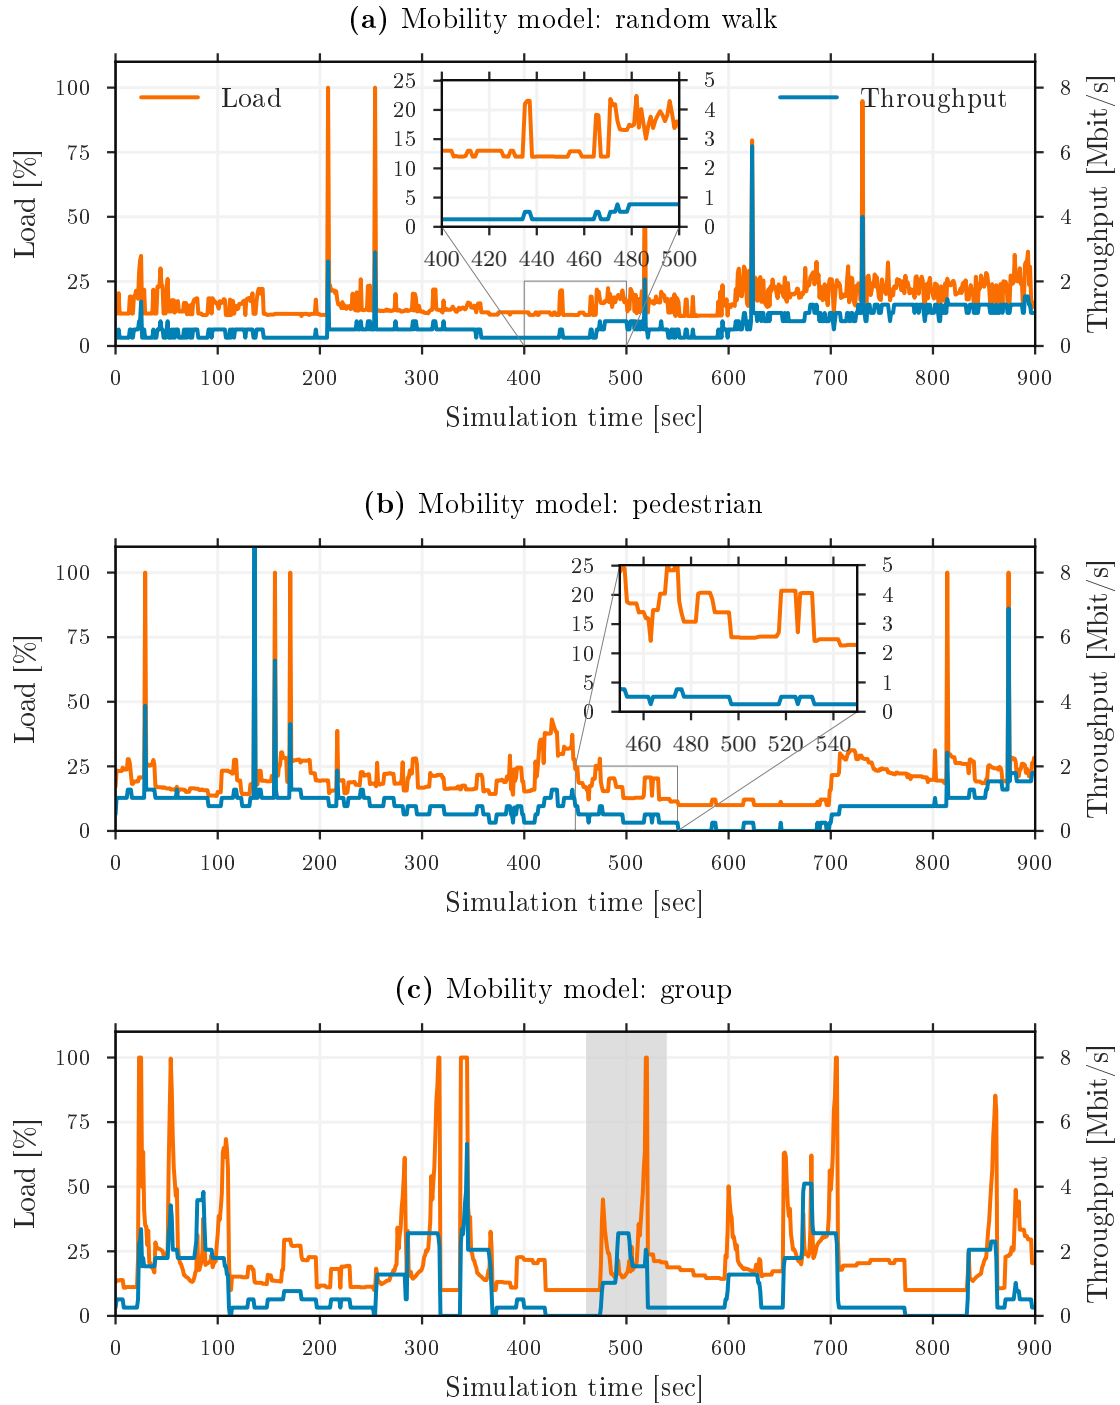 (a) Mobility model: random walk
Load
Throughput
Load [%]
100
75
50
25
0
25
20
15
10
5
0
5
4
3
2
1
0
400 420 440 460 480 500
8
6
4
2
0
Throughput [Mbit/s]
0 100 200 300 400 500 600 700 800 900
Simulation time [sec]
(b) Mobility model: pedestrian
Load [%]
100
75
50
25
0
25
20
15
10
5
0
5
4
3
2
1
0
460 480 500 520 540
8
6
4
2
0
Throughput [Mbit/s]
0 100 200 300 400 500 600 700 800 900
Simulation time [sec]
(c) Mobility model: group
Load [%]
100
75
50
25
0
8
6
4
2
0
Throughput [Mbit/s]
0 100 200 300 400 500 600 700 800 900
Simulation time [sec]